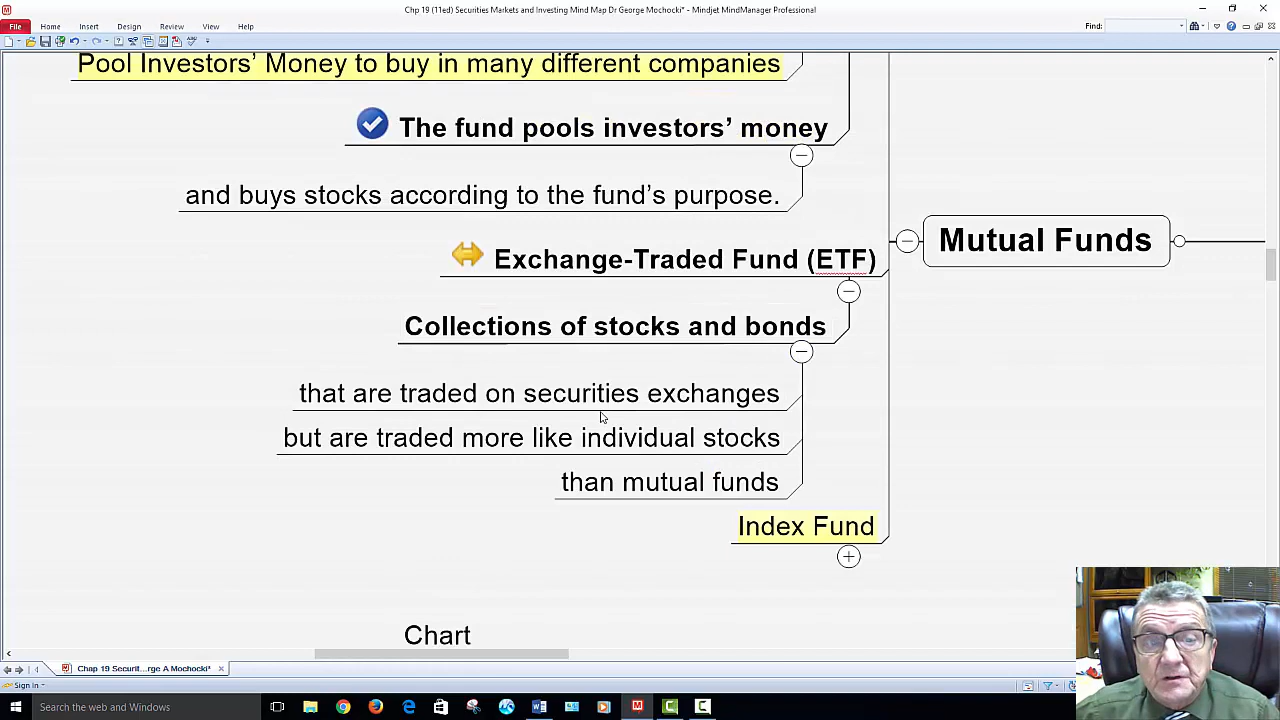 Chp 19 (11ed) Securities Markets and Investing Mind Map Dr George Mochocki* - Mindjet MindManager Professional
File Home Insert Design Review View Help
Find:
Pool Investors' Money to buy in many different companies
The fund pools investors' money
and buys stocks according to the fund's purpose.
Mutual Funds
Exchange-Traded Fund (ETF)
Collections of stocks and bonds
that are traded on securities exchanges
but are traded more like individual stocks
than mutual funds
Index Fund
Chart
Chap 19 Securit...rge A Mochocki*
Sign In
Search the web and Windows